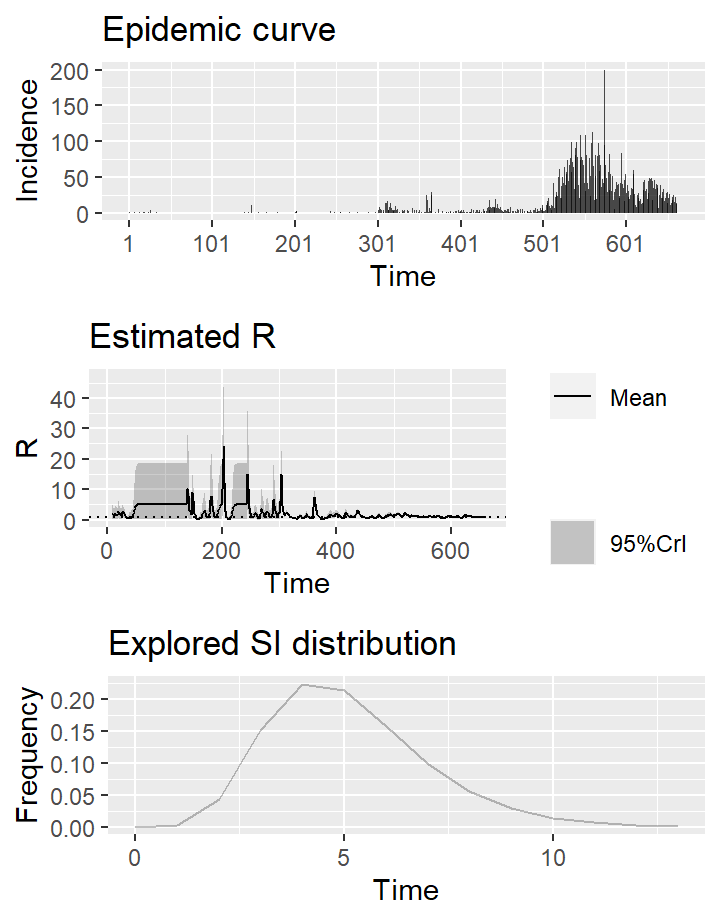 Epidemic curve
200
150
100
50
0
Incidence
1 101 201 301 401 501 601
Time
Estimated R
40
30
20
10
0
R
0 200 400 600
Time
Mean
95%CrI
Explored SI distribution
0.20
0.15
0.10
0.05
0.00
Frequency
0 5 10
Time